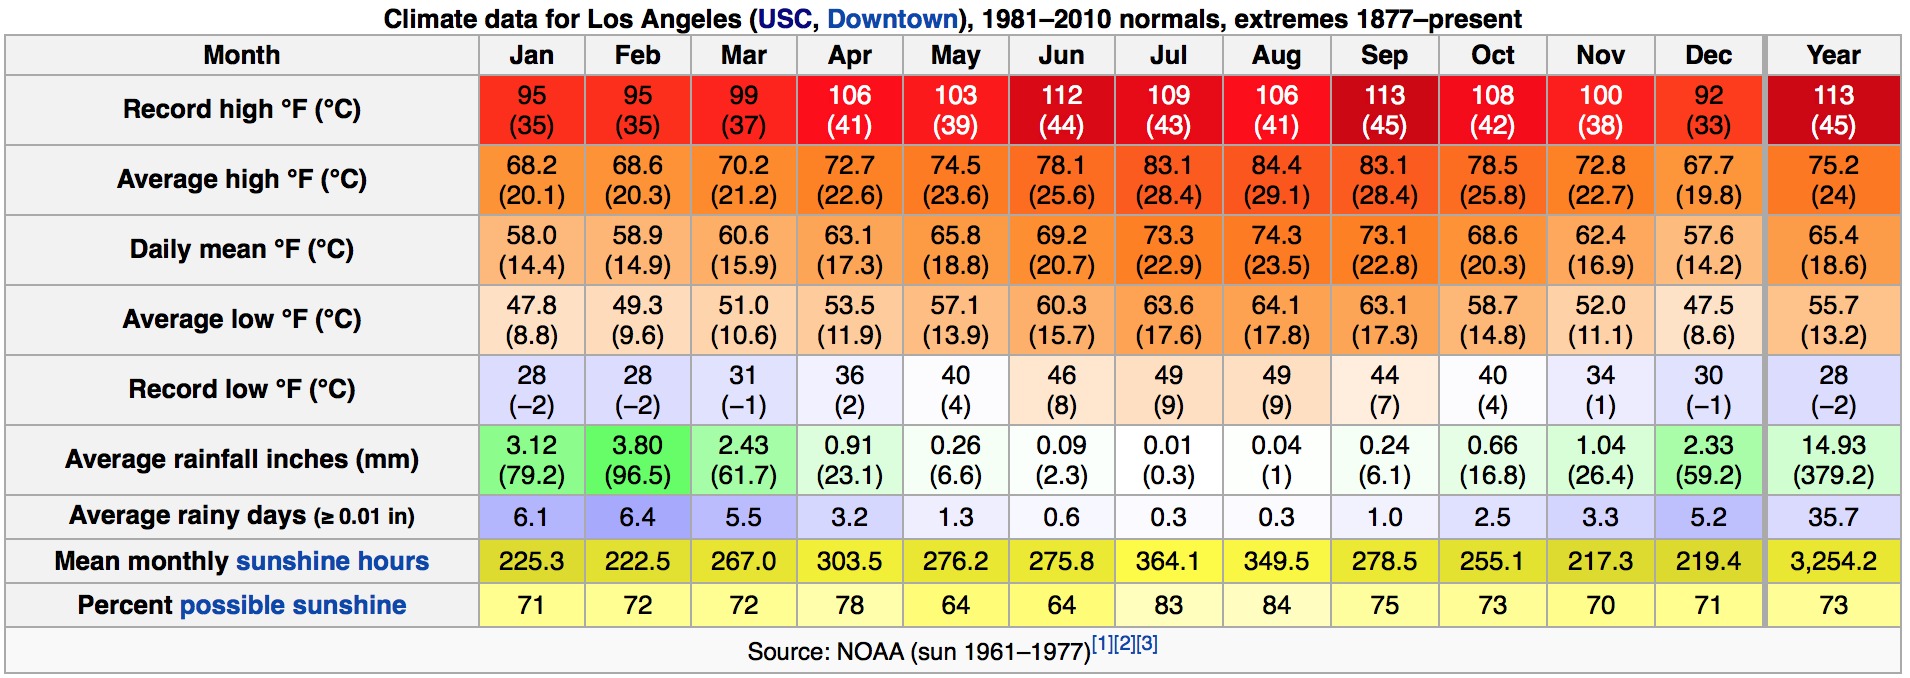 Climate data for Los Angeles (USC, Downtown), 1981–2010 normals, extremes 1877–present
Month Jan Feb Mar Apr May Jun Jul Aug Sep Oct Nov Dec Year
Record high °F (°C) 95 (35) 95 (35) 99 (37) 106 (41) 103 (39) 112 (44) 109 (43) 106 (41) 113 (45) 108 (42) 100 (38) 92 (33) 113 (45)
Average high °F (°C) 68.2 (20.1) 68.6 (20.3) 70.2 (21.2) 72.7 (22.6) 74.5 (23.6) 78.1 (25.6) 83.1 (28.4) 84.4 (29.1) 83.1 (28.4) 78.5 (25.8) 72.8 (22.7) 67.7 (19.8) 75.2 (24)
Daily mean °F (°C) 58.0 (14.4) 58.9 (14.9) 60.6 (15.9) 63.1 (17.3) 65.8 (18.8) 69.2 (20.7) 73.3 (22.9) 74.3 (23.5) 73.1 (22.8) 68.6 (20.3) 62.4 (16.9) 57.6 (14.2) 65.4 (18.6)
Average low °F (°C) 47.8 (8.8) 49.3 (9.6) 51.0 (10.6) 53.5 (11.9) 57.1 (13.9) 60.3 (15.7) 63.6 (17.6) 64.1 (17.8) 63.1 (17.3) 58.7 (14.8) 52.0 (11.1) 47.5 (8.6) 55.7 (13.2)
Record low °F (°C) 28 (−2) 28 (−2) 31 (−1) 36 (2) 40 (4) 46 (8) 49 (9) 49 (9) 44 (7) 40 (4) 34 (1) 30 (−1) 28 (−2)
Average rainfall inches (mm) 3.12 (79.2) 3.80 (96.5) 2.43 (61.7) 0.91 (23.1) 0.26 (6.6) 0.09 (2.3) 0.01 (0.3) 0.04 (1) 0.24 (6.1) 0.66 (16.8) 1.04 (26.4) 2.33 (59.2) 14.93 (379.2)
Average rainy days (≥ 0.01 in) 6.1 6.4 5.5 3.2 1.3 0.6 0.3 0.3 1.0 2.5 3.3 5.2 35.7
Mean monthly sunshine hours 225.3 222.5 267.0 303.5 276.2 275.8 364.1 349.5 278.5 255.1 217.3 219.4 3,254.2
Percent possible sunshine 71 72 72 78 64 64 83 84 75 73 70 71 73
Source: NOAA (sun 1961–1977)[1][2][3]